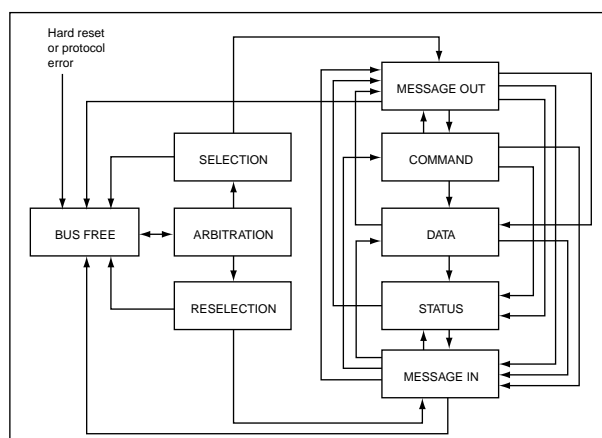 Hard reset
or protocol
error
MESSAGE OUT
SELECTION
COMMAND
BUS FREE
ARBITRATION
DATA
RESELECTION
STATUS
MESSAGE IN